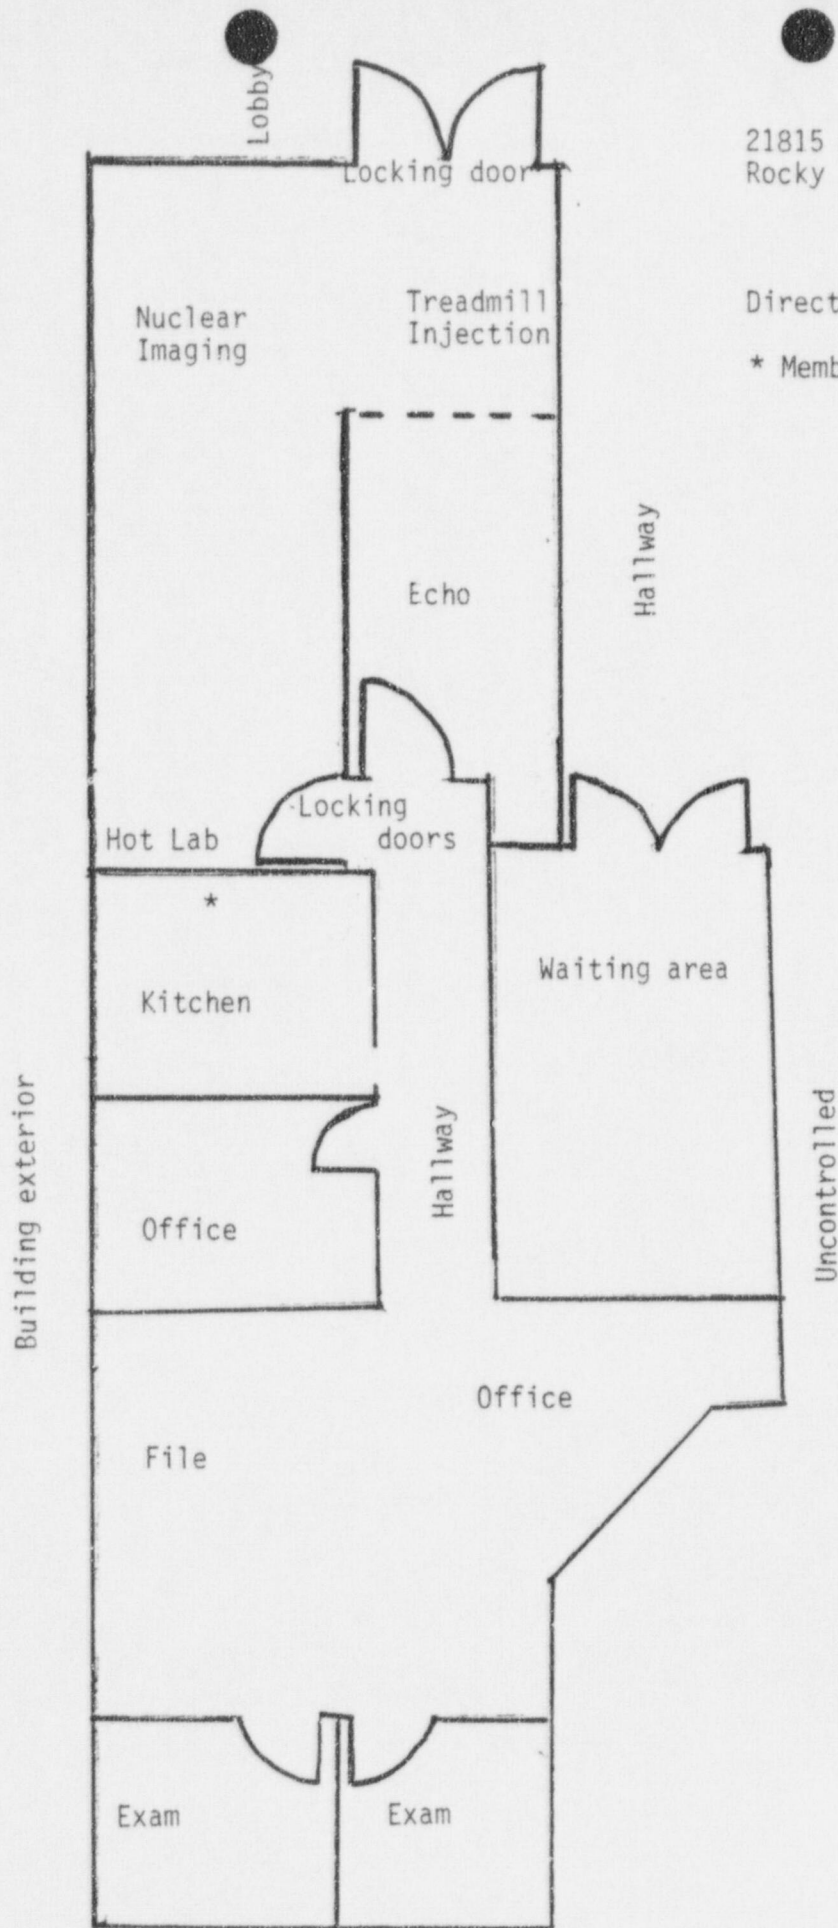 Lobby
21815
Rocky
Locking door
Direct
* Memb
Nuclear
Imaging
Treadmill
Injection
Hallway
Echo
Locking
doors
Hot Lab
*
Kitchen
Waiting area
Building exterior
Hallway
Uncontrolled
Office
Office
File
Exam
Exam